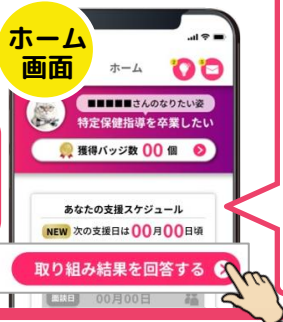 ホーム
画面
ホーム
■■■■■さんのなりたい姿
特定保健指導を卒業したい
獲得バッジ数 00 個
あなたの支援スケジュール
NEW 次の支援日は00月00日頃
取り組み結果を回答する
面談日 00月00日